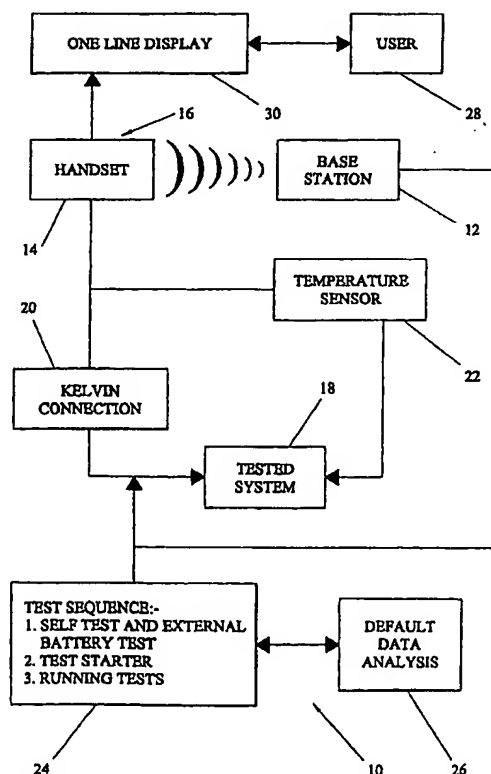 ONE LINE DISPLAY
USER
30
28
16
HANDSET
BASE
STATION
14
12
TEMPERATURE
SENSOR
20
22
KELVIN
CONNECTION
18
TESTED
SYSTEM
TEST SEQUENCE:-
1. SELF TEST AND EXTERNAL
BATTERY TEST
2. TEST STARTER
3. RUNNING TESTS
DEFAULT
DATA
ANALYSIS
24
10
26